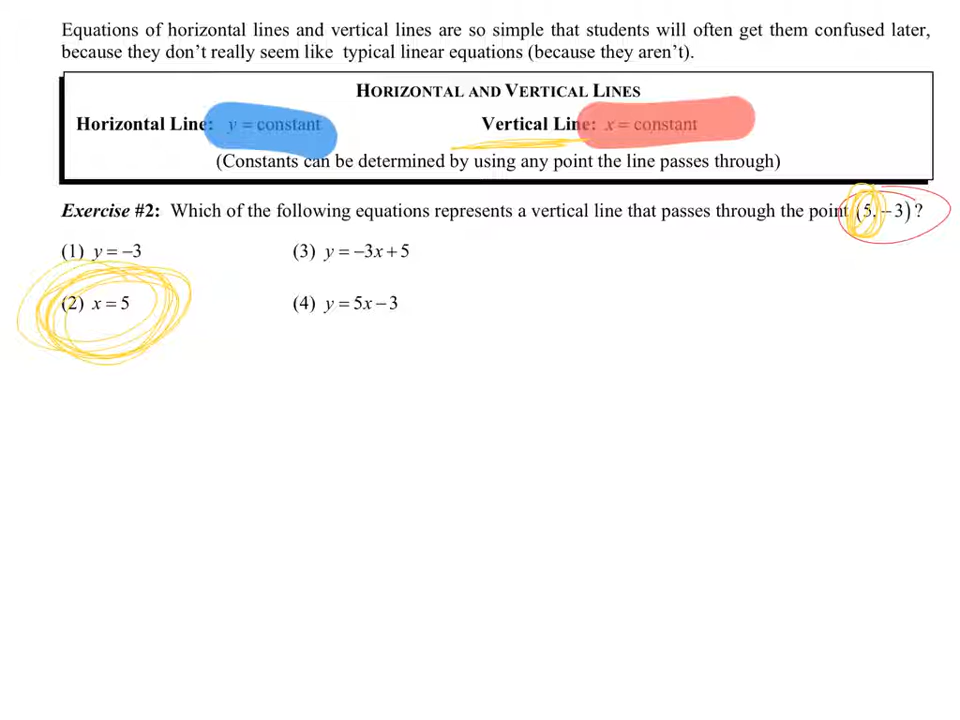 Equations of horizontal lines and vertical lines are so simple that students will often get them confused later,
because they don't really seem like typical linear equations (because they aren't).
HORIZONTAL AND VERTICAL LINES
Horizontal Line: y = constant Vertical Line: x = constant
(Constants can be determined by using any point the line passes through)
Exercise #2: Which of the following equations represents a vertical line that passes through the point (5, −3)?
(1) y = −3 (3) y = −3x + 5
(2) x = 5 (4) y = 5x − 3